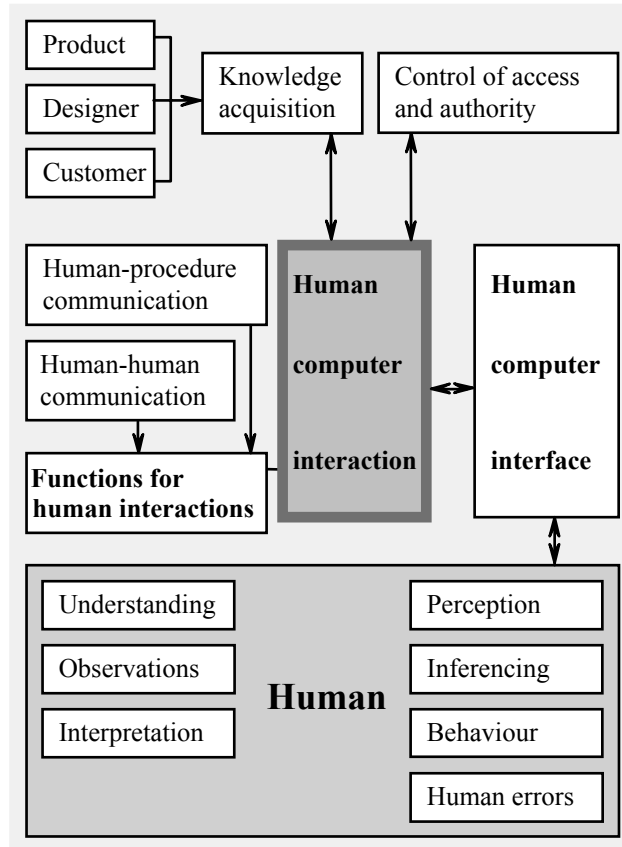 Product
Designer
Customer
Knowledge
acquisition
Control of access
and authority
Human-procedure
communication
Human-human
communication
Functions for
human interactions
Human
computer
interaction
Human
computer
interface
Human
Understanding
Observations
Interpretation
Perception
Inferencing
Behaviour
Human errors